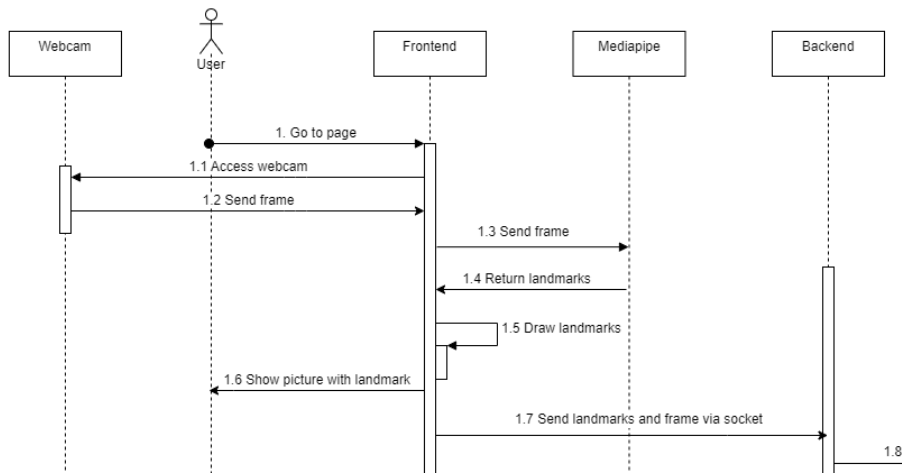 Webcam
User
Frontend
Mediapipe
Backend
1. Go to page
1.1 Access webcam
1.2 Send frame
1.3 Send frame
1.4 Return landmarks
1.5 Draw landmarks
1.6 Show picture with landmark
1.7 Send landmarks and frame via socket
1.8